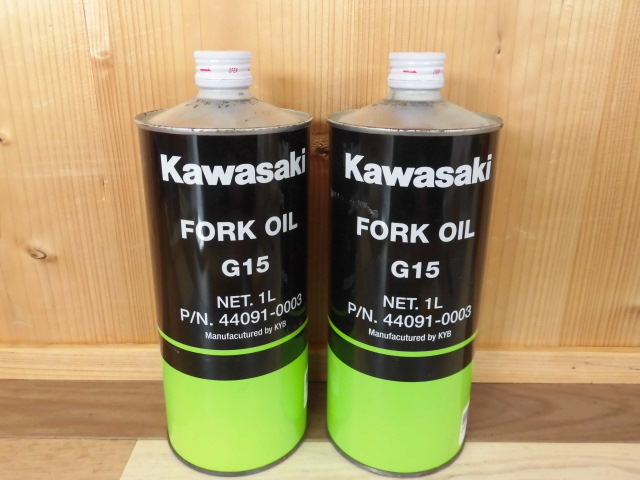 Kawasaki
FORK OIL
G15
NET. 1L
P/N. 44091-0003
Manufacutured by KYB
Kawasaki
FORK OIL
G15
NET. 1L
P/N. 44091-0003
Manufacutured by KYB